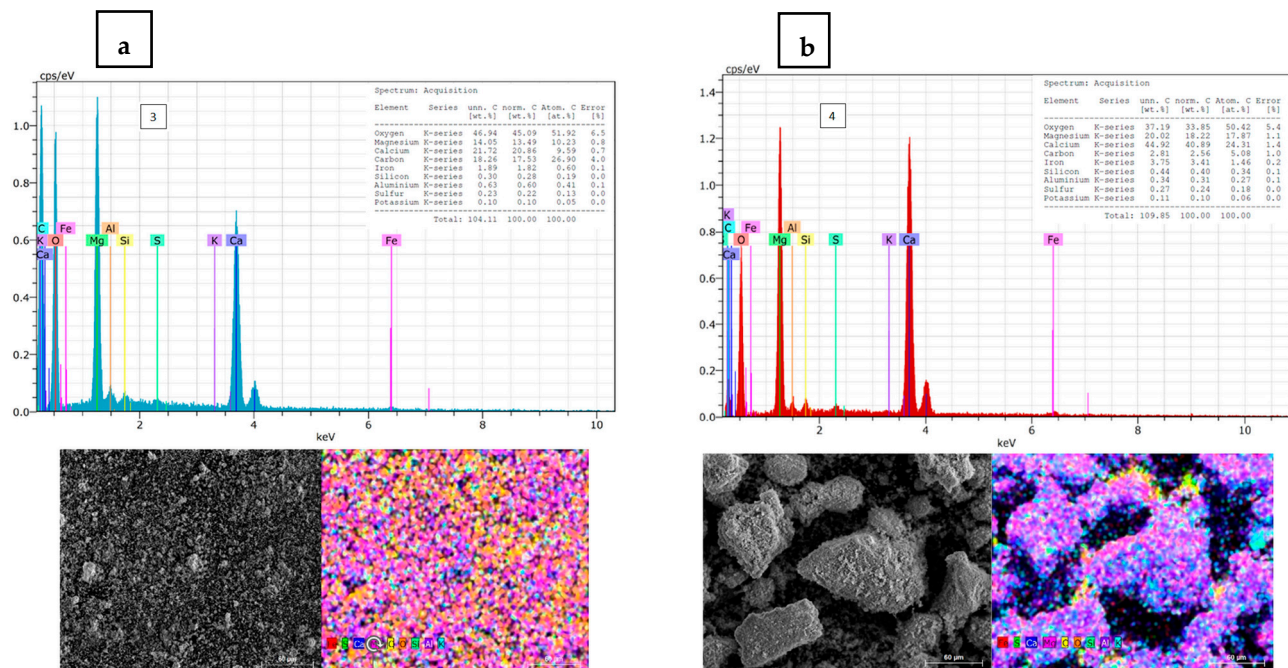 a
cps/eV
3
Spectrum: Acquisition
Element Series unn. C norm. C Atom. C Error
[wt.%] [wt.%] [at.%] [%]
Oxygen K-series 46.94 45.09 51.92 6.5
Magnesium K-series 14.05 13.49 10.23 0.8
Calcium K-series 21.72 20.86 9.59 0.7
Carbon K-series 18.26 17.53 26.90 4.0
Iron K-series 1.89 1.82 0.60 0.1
Silicon K-series 0.30 0.28 0.19 0.0
Aluminium K-series 0.63 0.60 0.41 0.1
Sulfur K-series 0.23 0.22 0.13 0.0
Potassium K-series 0.10 0.10 0.05 0.0
Total: 104.11 100.00 100.00
1.0
0.8
0.6
0.4
0.2
0.0
C Fe Al
K O Mg Si S K Ca Fe
Ca
2 4 6 8 10
keV
60 µm
60 µm
b
cps/eV
4
Spectrum: Acquisition
Element Series unn. C norm. C Atom. C Error
[wt.%] [wt.%] [at.%] [%]
Oxygen K-series 37.19 33.85 50.42 5.4
Magnesium K-series 20.02 18.22 17.87 1.1
Calcium K-series 44.92 40.89 24.31 1.4
Carbon K-series 2.81 2.56 5.08 1.0
Iron K-series 3.75 3.41 1.46 0.2
Silicon K-series 0.44 0.40 0.34 0.1
Aluminium K-series 0.34 0.31 0.27 0.1
Sulfur K-series 0.27 0.24 0.18 0.0
Potassium K-series 0.11 0.10 0.06 0.0
Total: 109.85 100.00 100.00
1.4
1.2
1.0
0.8
0.6
0.4
0.2
0.0
K
C Fe Al
O Mg Si S K Ca Fe
Ca
2 4 6 8 10
keV
60 µm
60 µm